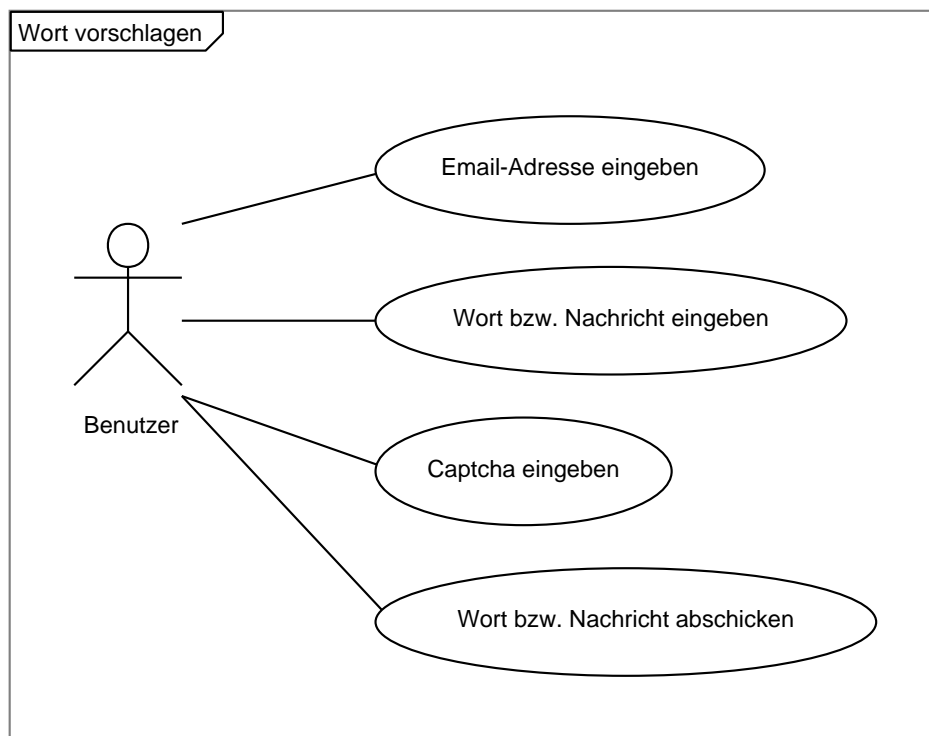 Wort vorschlagen
Email-Adresse eingeben
Wort bzw. Nachricht eingeben
Benutzer
Captcha eingeben
Wort bzw. Nachricht abschicken